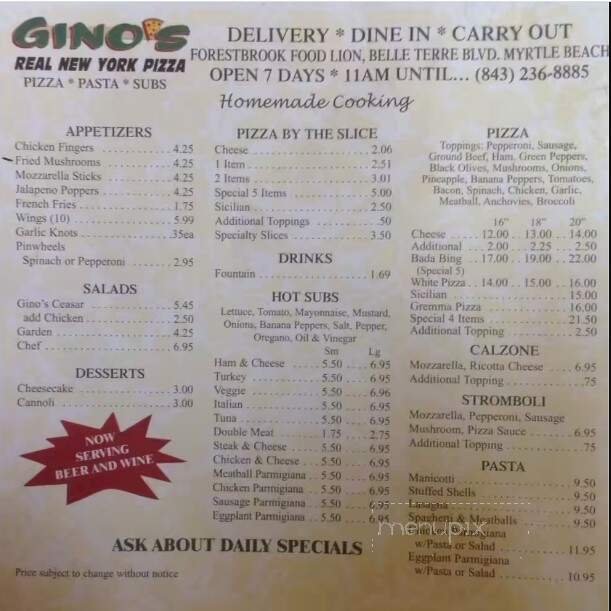 GINO'S
REAL NEW YORK PIZZA
PIZZA * PASTA * SUBS
DELIVERY * DINE IN * CARRY OUT
FORESTBROOK FOOD LION, BELLE TERRE BLVD. MYRTLE BEACH
OPEN 7 DAYS * 11AM UNTIL... (843) 236-8885
Homemade Cooking
APPETIZERS
Chicken Fingers 4.25
Fried Mushrooms 4.25
Mozzarella Sticks 4.25
Jalapeno Poppers 4.25
French Fries 1.75
Wings (10) 5.99
Garlic Knots .35ea
Pinwheels
Spinach or Pepperoni 2.95
SALADS
Gino's Ceasar 5.45
add Chicken 2.50
Garden 4.25
Chef 6.95
DESSERTS
Cheesecake 3.00
Cannoli 3.00
NOW
SERVING
BEER AND WINE
PIZZA BY THE SLICE
Cheese 2.06
1 Item 2.51
2 Items 3.01
Special 5 Items 5.00
Sicilian 2.50
Additional Toppings .50
Specialty Slices 3.50
DRINKS
Fountain 1.69
HOT SUBS
Lettuce, Tomato, Mayonnaise, Mustard,
Onions, Banana Peppers, Salt, Pepper,
Oregano, Oil & Vinegar
Sm Lg
Ham & Cheese 5.50 6.95
Turkey 5.50 6.95
Veggie 5.50 6.96
Italian 5.50 6.95
Tuna 5.50 6.95
Double Meat 1.75 2.75
Steak & Cheese 5.50 6.95
Chicken & Cheese 5.50 6.95
Meatball Parmigiana 5.50 6.95
Chicken Parmigiana 5.50 6.95
Sausage Parmigiana 5.50 6.95
Eggplant Parmigiana 5.50 6.95
PIZZA
Toppings: Pepperoni, Sausage,
Ground Beef, Ham, Green Peppers,
Black Olives, Mushrooms, Onions,
Pineapple, Banana Peppers, Tomatoes,
Bacon, Spinach, Chicken, Garlic,
Meatball, Anchovies, Broccoli
16" 18" 20"
Cheese 12.00 13.00 14.00
Additional 2.00 2.25 2.50
Bada Bing 17.00 19.00 22.00
(Special 5)
White Pizza 14.00 15.00 16.00
Sicilian 15.00
Gremma Pizza 16.00
Special 4 Items 21.50
Additional Topping 2.50
CALZONE
Mozzarella, Ricotta Cheese 6.95
Additional Topping .75
STROMBOLI
Mozzarella, Pepperoni, Sausage
Mushroom, Pizza Sauce 6.95
Additional Topping .75
PASTA
Manicotti 9.50
Stuffed Shells 9.50
Lasagna 9.50
Spaghetti & Meatballs 9.50
Chicken Parmigiana
w/Pasta or Salad 11.95
Eggplant Parmigiana
w/Pasta or Salad 10.95
menupix
ASK ABOUT DAILY SPECIALS
Price subject to change without notice